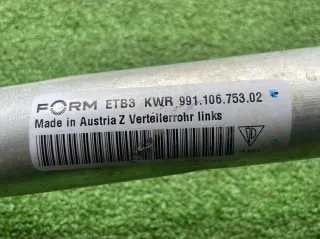 FORM ETB3 KWR 991.106.753.02
Made in Austria Z Verteilerrohr links